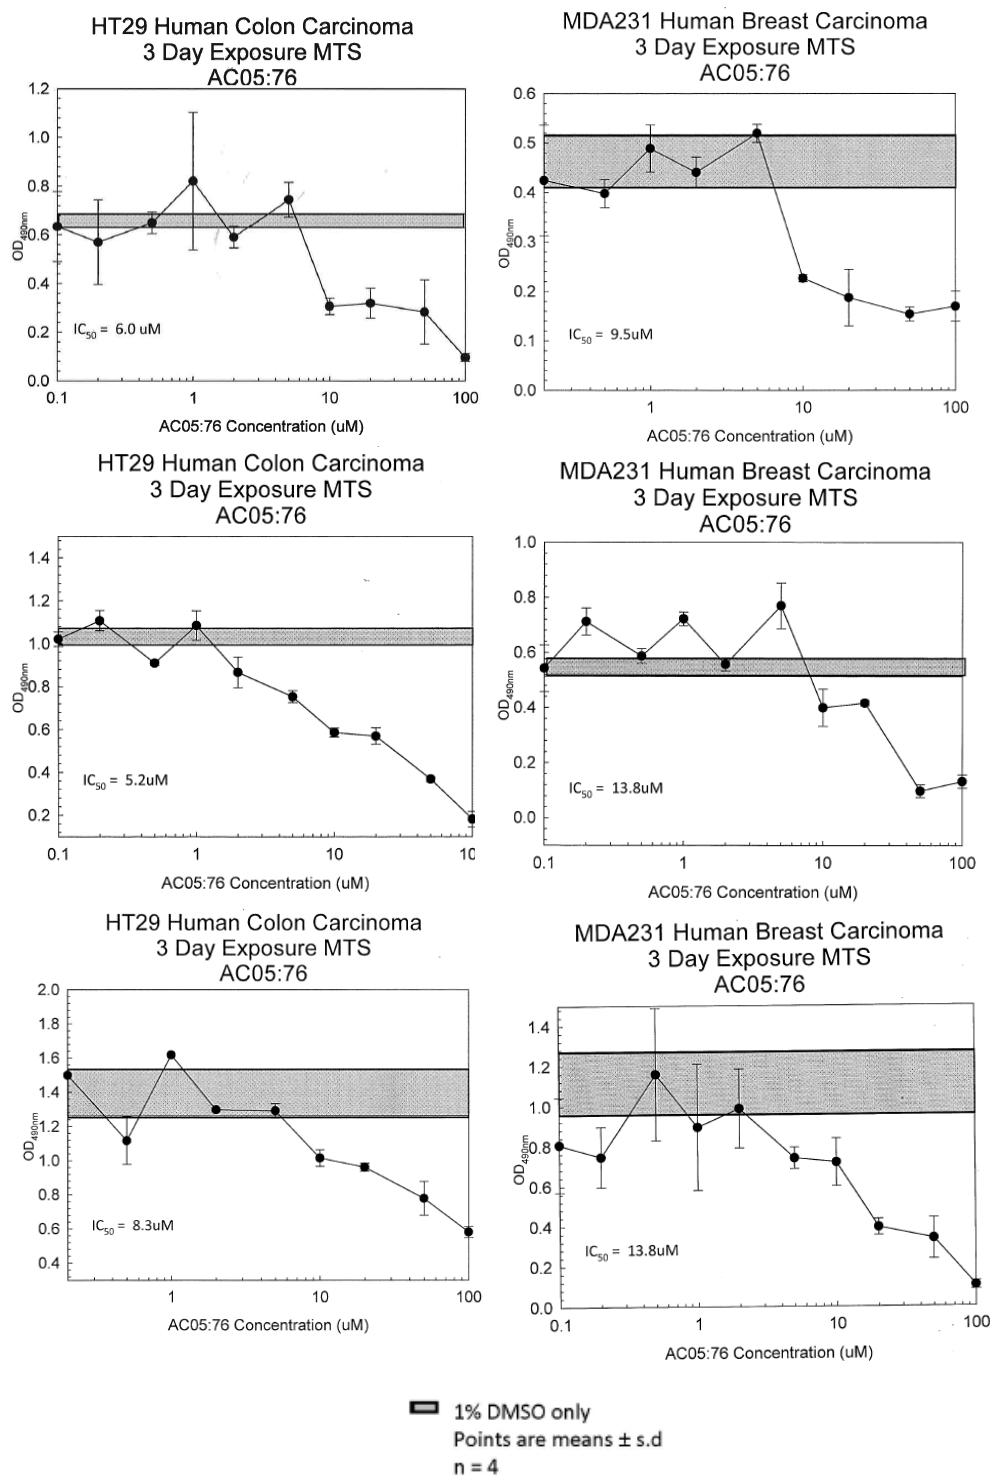 HT29 Human Colon Carcinoma
3 Day Exposure MTS
AC05:76
1.2
1.0
0.8
0.6
0.4
0.2
0.0
OD490nm
IC50 = 6.0 uM
0.1
1
10
100
AC05:76 Concentration (uM)
MDA231 Human Breast Carcinoma
3 Day Exposure MTS
AC05:76
0.6
0.5
0.4
0.3
0.2
0.1
0.0
OD490nm
IC50 = 9.5uM
1
10
100
AC05:76 Concentration (uM)
HT29 Human Colon Carcinoma
3 Day Exposure MTS
AC05:76
1.4
1.2
1.0
0.8
0.6
0.4
0.2
OD490nm
IC50 = 5.2uM
0.1
1
10
10
AC05:76 Concentration (uM)
MDA231 Human Breast Carcinoma
3 Day Exposure MTS
AC05:76
1.0
0.8
0.6
0.4
0.2
0.0
OD490nm
IC50 = 13.8uM
0.1
1
10
100
AC05:76 Concentration (uM)
HT29 Human Colon Carcinoma
3 Day Exposure MTS
AC05:76
2.0
1.8
1.6
1.4
1.2
1.0
0.8
0.6
0.4
OD490nm
IC50 = 8.3uM
1
10
100
AC05:76 Concentration (uM)
MDA231 Human Breast Carcinoma
3 Day Exposure MTS
AC05:76
1.4
1.2
1.0
0.8
0.6
0.4
0.2
0.0
OD490nm
IC50 = 13.8uM
0.1
1
10
100
AC05:76 Concentration (uM)
1% DMSO only
Points are means ± s.d
n = 4